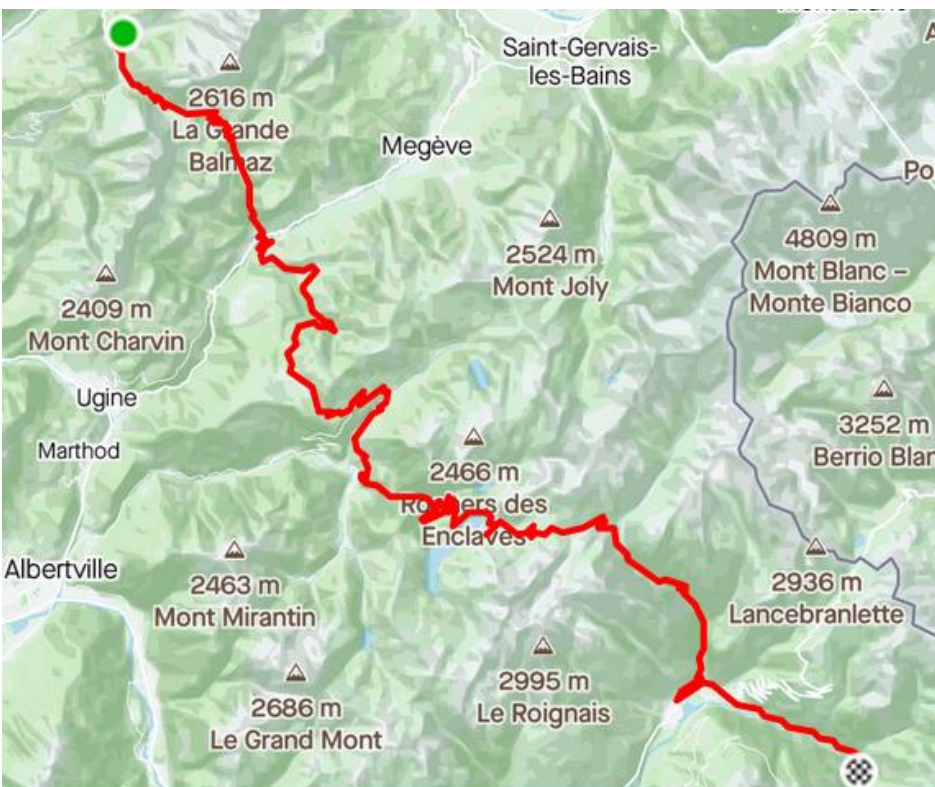 Saint-Gervais-
les-Bains
2616 m
La Grande
Balmaz
Megève
4809 m
Mont Blanc –
Monte Bianco
2524 m
Mont Joly
2409 m
Mont Charvin
Ugine
3252 m
Marthod
2466 m
Rochers des
Enclaves
Albertville
2463 m
Mont Mirantin
2936 m
Lancebranlette
2995 m
Le Roignais
2686 m
Le Grand Mont